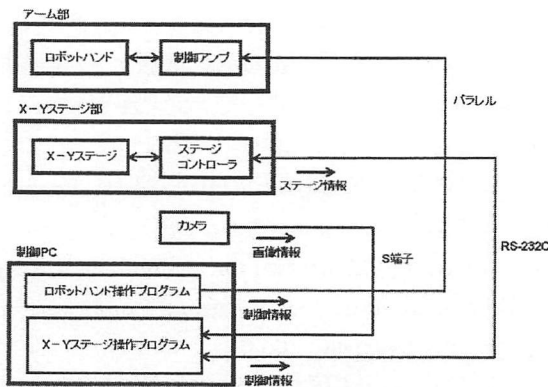 アーム部
ロボットハンド
制御アンプ
パラレル
X－Yステージ部
X－Yステージ
ステージ
コントローラ
ステージ情報
カメラ
画像情報
S端子
RS-232C
制御PC
ロボットハンド操作プログラム
制御情報
X－Yステージ操作プログラム
制御情報